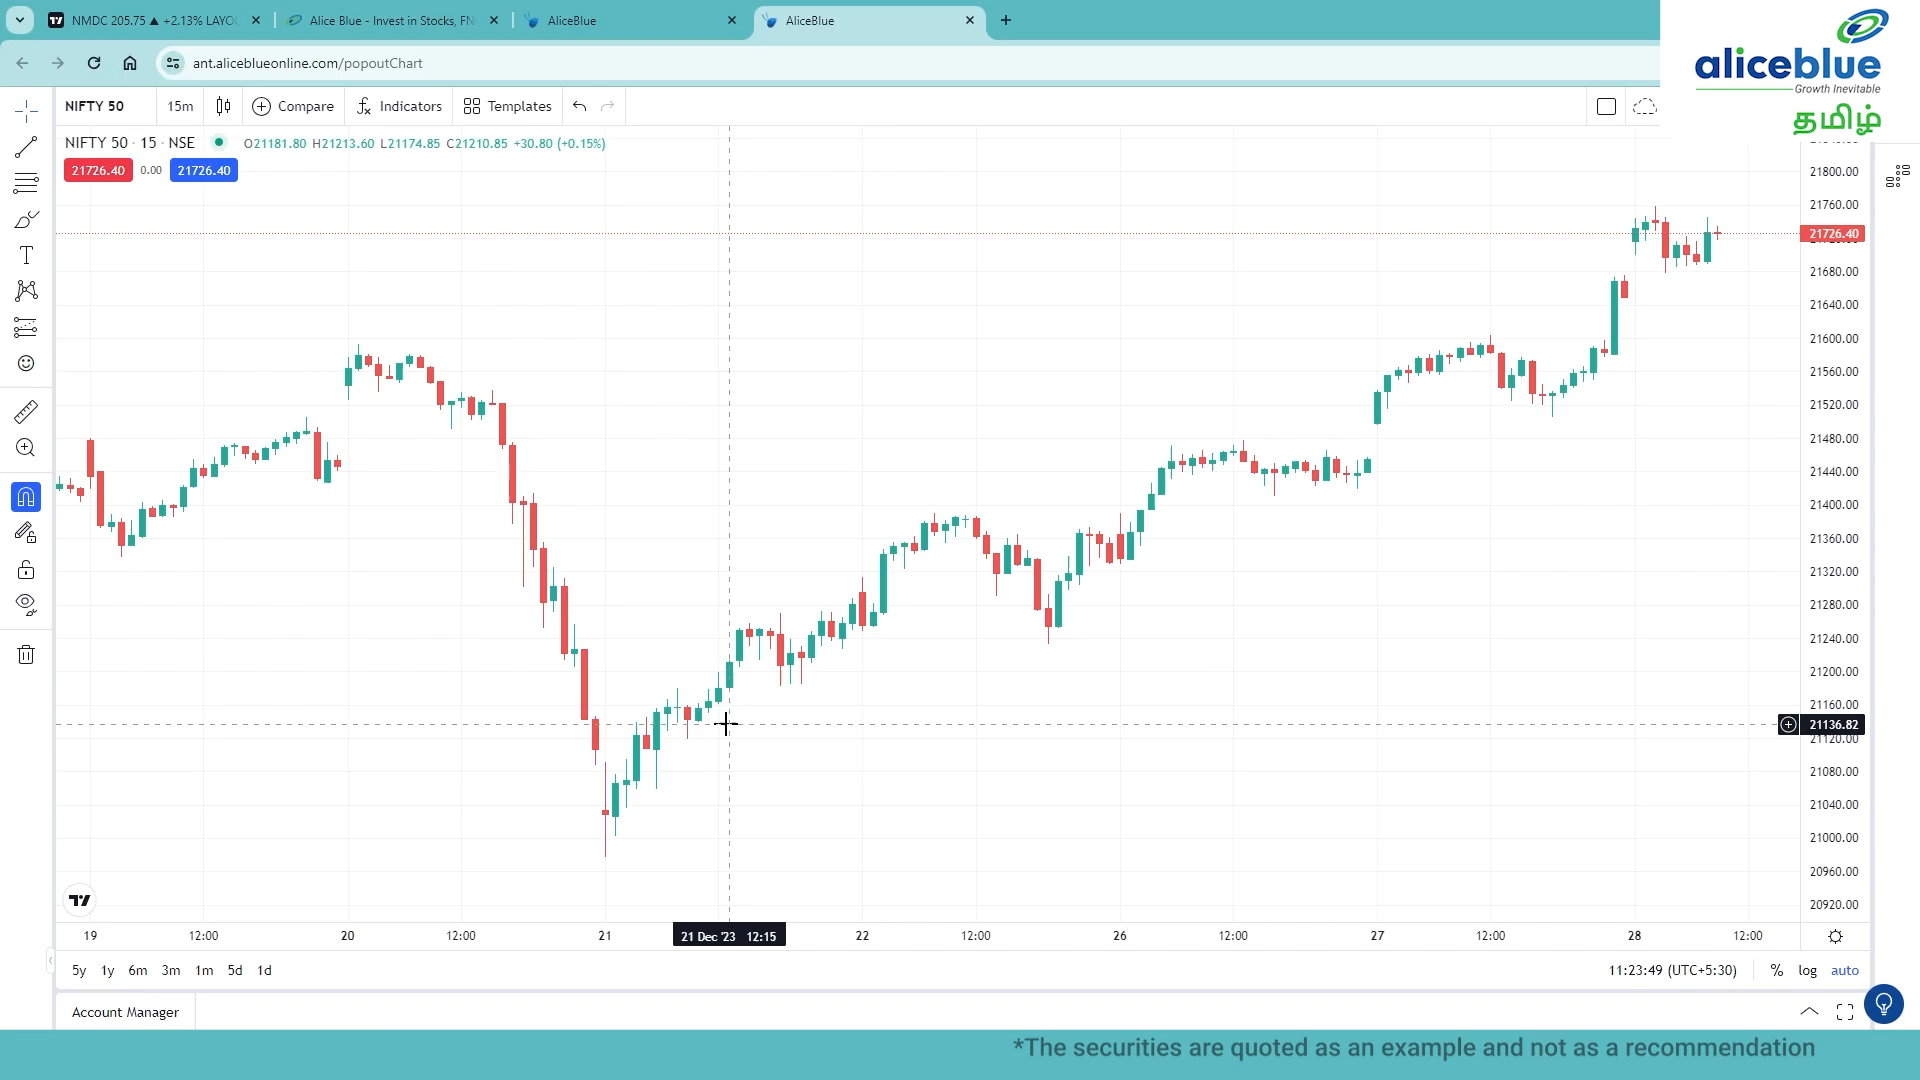 NMDC 205.75 ▲ +2.13% LAYO
Alice Blue - Invest in Stocks, FN
AliceBlue
AliceBlue
ant.aliceblueonline.com/popoutChart
aliceblue
Growth Inevitable
தமிழ்
NIFTY 50
15m
Compare
Indicators
Templates
NIFTY 50 · 15 · NSE
O21181.80 H21213.60 L21174.85 C21210.85 +30.80 (+0.15%)
21726.40 0.00 21726.40
21800.00
21760.00
21726.40
21680.00
21640.00
21600.00
21560.00
21520.00
21480.00
21440.00
21400.00
21360.00
21320.00
21280.00
21240.00
21200.00
21160.00
21136.82
21120.00
21080.00
21040.00
21000.00
20960.00
20920.00
19 12:00 20 12:00 21 21 Dec '23 12:15 22 12:00 26 12:00 27 12:00 28 12:00
5y 1y 6m 3m 1m 5d 1d
11:23:49 (UTC+5:30) % log auto
Account Manager
*The securities are quoted as an example and not as a recommendation